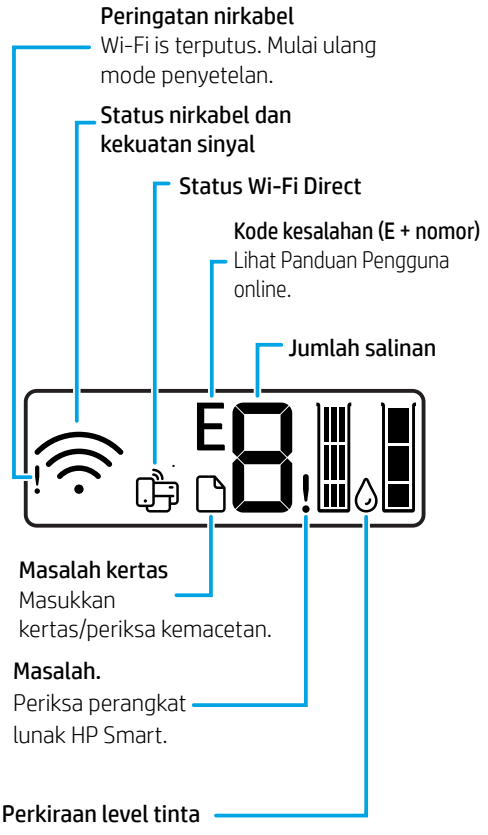 Peringatan nirkabel
Wi-Fi is terputus. Mulai ulang
mode penyetelan.
Status nirkabel dan
kekuatan sinyal
Status Wi-Fi Direct
Kode kesalahan (E + nomor)
Lihat Panduan Pengguna
online.
Jumlah salinan
! E8 !
Masalah kertas
Masukkan
kertas/periksa kemacetan.
Masalah.
Periksa perangkat
lunak HP Smart.
Perkiraan level tinta